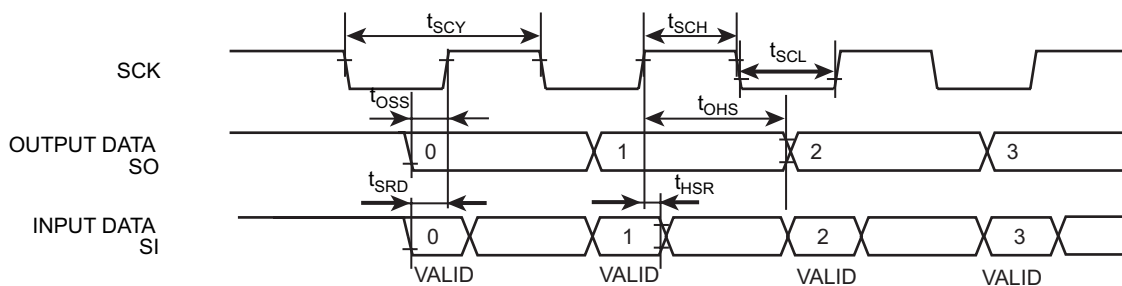 tSCY
tSCH
tSCL
SCK
tOSS
tOHS
OUTPUT DATA
SO
0
1
2
3
tSRD
tHSR
INPUT DATA
SI
0
1
2
3
VALID
VALID
VALID
VALID